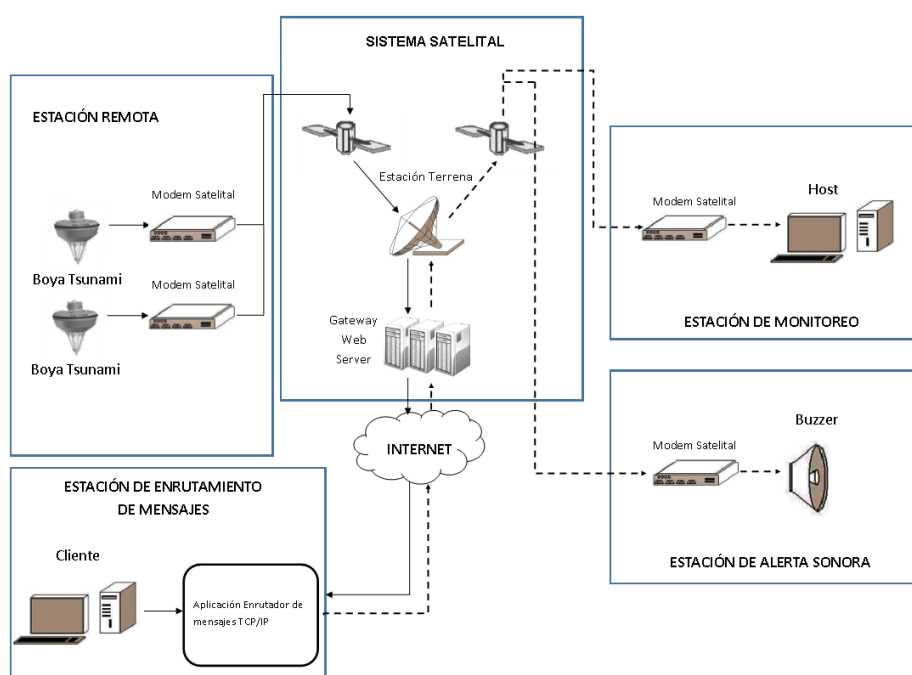 SISTEMA SATELITAL
ESTACIÓN REMOTA
Modem Satelital
Boya Tsunami
Modem Satelital
Boya Tsunami
Estación Terrena
Gateway
Web
Server
INTERNET
Modem Satelital
Host
ESTACIÓN DE MONITOREO
Modem Satelital
Buzzer
ESTACIÓN DE ALERTA SONORA
ESTACIÓN DE ENRUTAMIENTO
DE MENSAJES
Cliente
Aplicación Enrutador de
mensajes TCP/IP